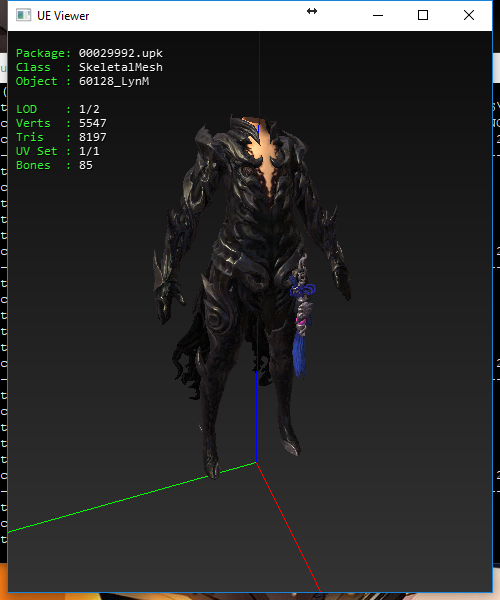 UE Viewer
Package: 00029992.upk
Class : SkeletalMesh
Object : 60128_LynM
LOD : 1/2
Verts : 5547
Tris : 8197
UV Set : 1/1
Bones : 85